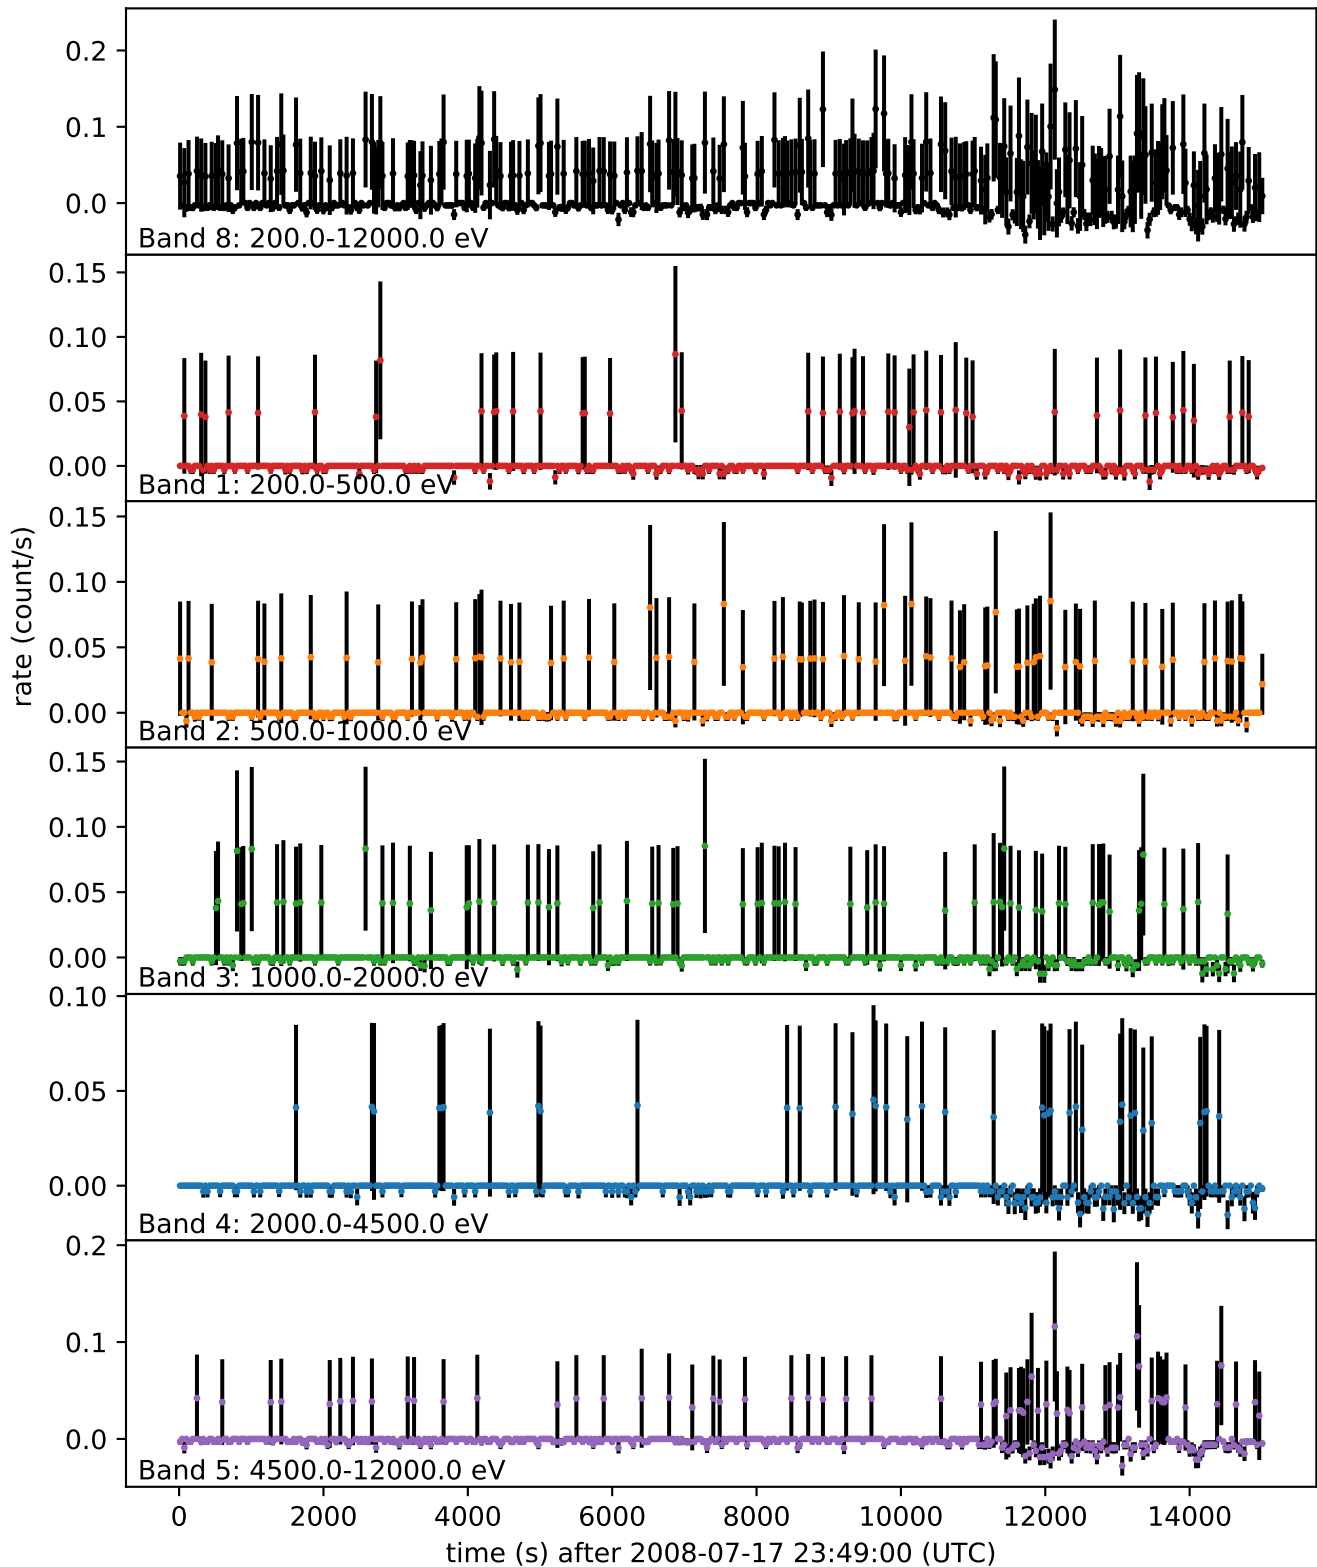 0.2
0.1
0.0
Band 8: 200.0-12000.0 eV
0.15
0.10
0.05
0.00
Band 1: 200.0-500.0 eV
0.15
0.10
0.05
0.00
Band 2: 500.0-1000.0 eV
rate (count/s)
0.15
0.10
0.05
0.00
Band 3: 1000.0-2000.0 eV
0.10
0.05
0.00
Band 4: 2000.0-4500.0 eV
0.2
0.1
0.0
Band 5: 4500.0-12000.0 eV
0 2000 4000 6000 8000 10000 12000 14000
time (s) after 2008-07-17 23:49:00 (UTC)